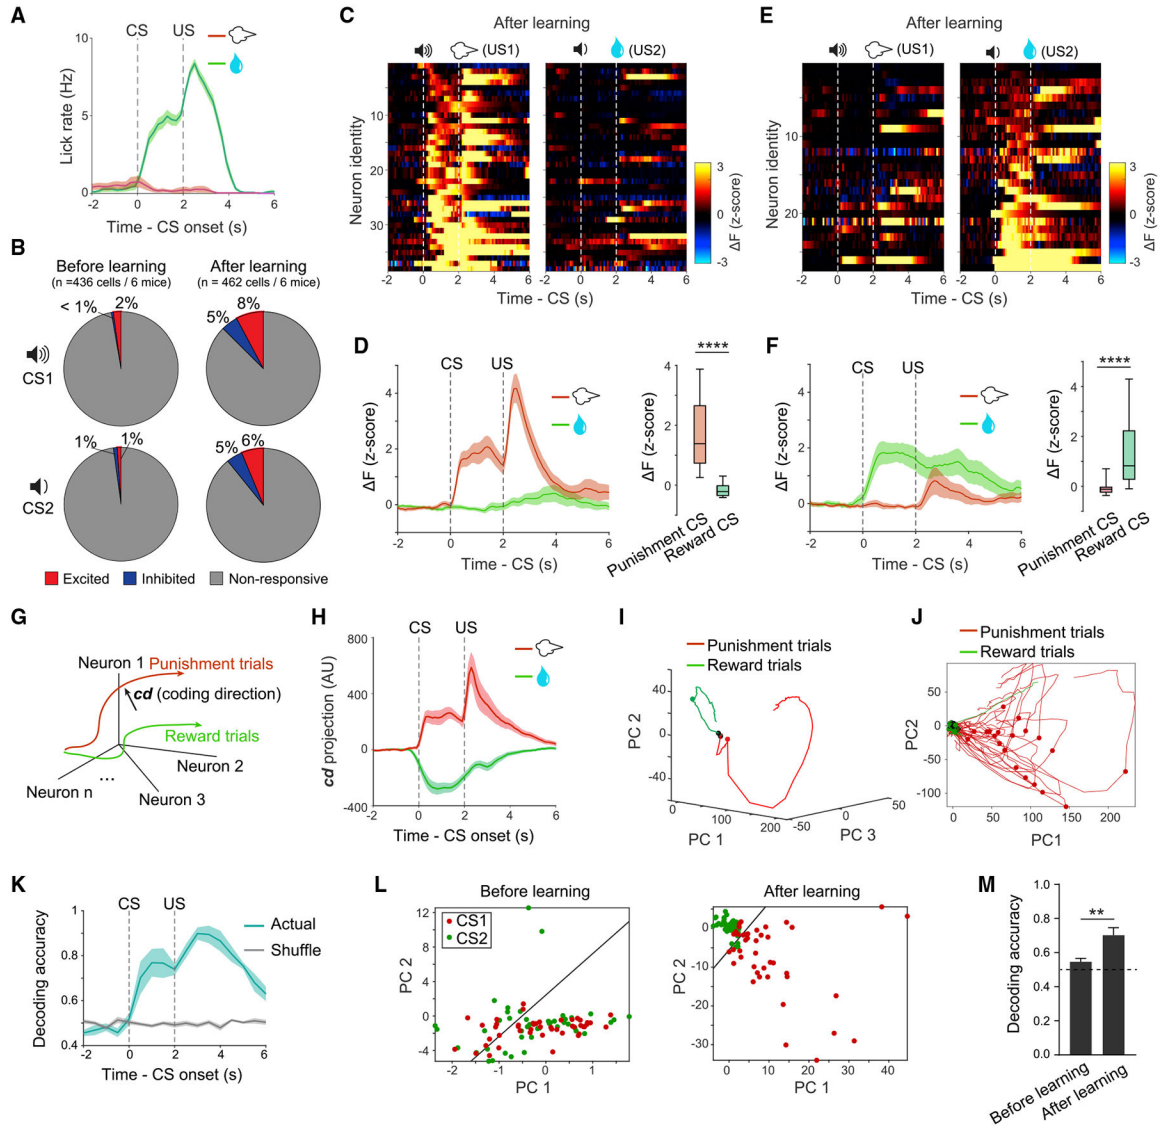 A
CS
US
10
5
0
Lick rate (Hz)
-2
0
2
4
6
Time - CS onset (s)
B
Before learning
(n =436 cells / 6 mice)
After learning
(n = 462 cells / 6 mice)
< 1%
2%
5%
8%
CS1
1%
1%
5%
6%
CS2
Excited
Inhibited
Non-responsive
C
After learning
(US1)
(US2)
Neuron identity
10
20
30
-2
0
2
4
6
-2
0
2
4
6
Time - CS (s)
3
0
-3
ΔF (z-score)
D
CS
US
4
2
0
ΔF (z-score)
-2
0
2
4
6
Time - CS (s)
****
4
2
0
ΔF (z-score)
Punishment CS
Reward CS
E
After learning
(US1)
(US2)
Neuron identity
10
20
-2
0
2
4
6
-2
0
2
4
6
Time - CS (s)
3
0
-3
ΔF (z-score)
F
CS
US
4
2
0
ΔF (z-score)
-2
0
2
4
6
Time - CS (s)
****
4
2
0
ΔF (z-score)
Punishment CS
Reward CS
G
Neuron 1
Punishment trials
cd (coding direction)
Reward trials
Neuron 2
Neuron 3
...
Neuron n
H
CS
US
800
400
0
-400
cd projection (AU)
-2
0
2
4
6
Time - CS onset (s)
I
Punishment trials
Reward trials
40
0
-40
PC 2
0
100
200
PC 1
-50
0
50
PC 3
J
Punishment trials
Reward trials
50
0
-50
-100
PC2
0
50
100
150
200
PC1
K
CS
US
Actual
Shuffle
1
0.8
0.6
0.4
Decoding accuracy
-2
0
2
4
6
Time - CS onset (s)
L
Before learning
CS1
CS2
12
8
4
0
-4
PC 2
-2
-1
0
1
PC 1
After learning
0
-10
-20
-30
PC 2
0
10
20
30
40
PC 1
M
**
1.0
0.8
0.6
0.4
0.2
0.0
Decoding accuracy
Before learning
After learning